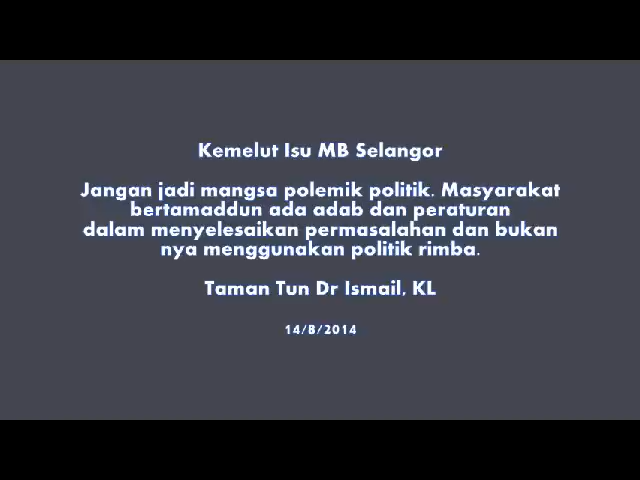 Kemelut Isu MB Selangor
Jangan jadi mangsa polemik politik. Masyarakat
bertamaddun ada adab dan peraturan
dalam menyelesaikan permasalahan dan bukan
nya menggunakan politik rimba.
Taman Tun Dr Ismail, KL
14/8/2014